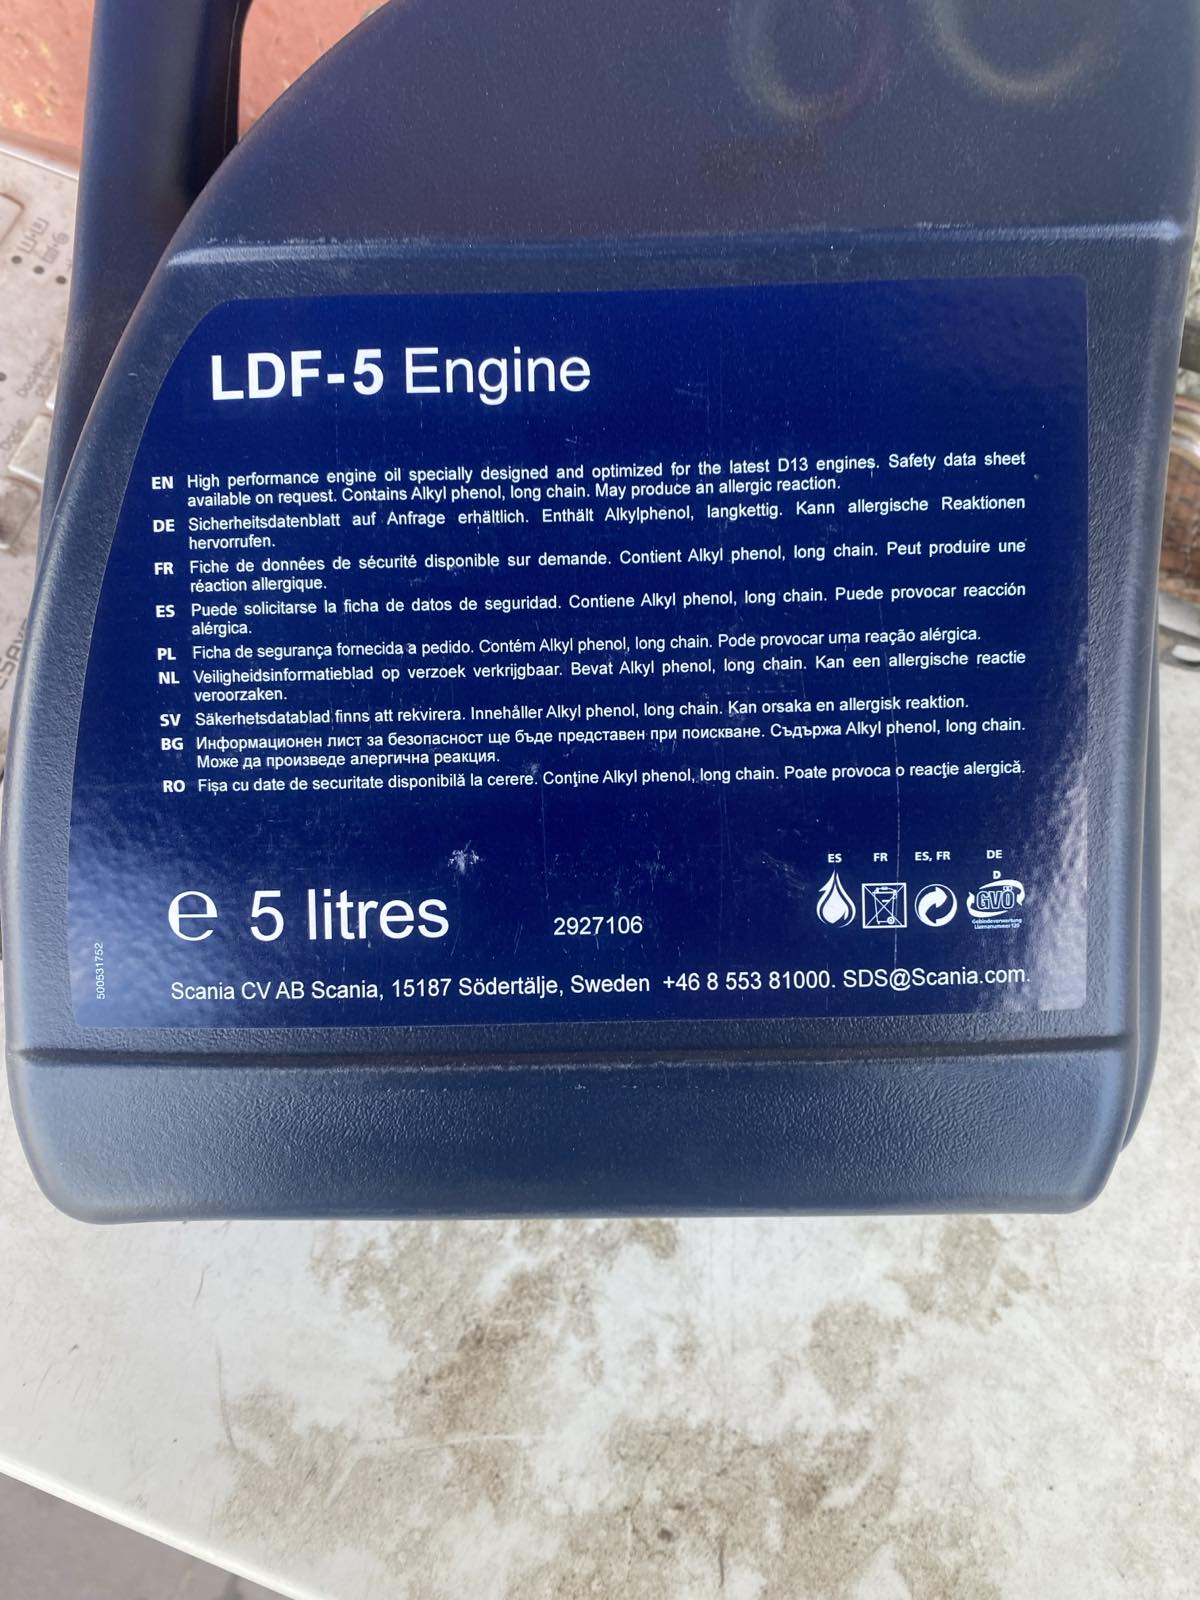 LDF-5 Engine
EN High performance engine oil specially designed and optimized for the latest D13 engines. Safety data sheet
available on request. Contains Alkyl phenol, long chain. May produce an allergic reaction.
DE Sicherheitsdatenblatt auf Anfrage erhältlich. Enthält Alkylphenol, langkettig. Kann allergische Reaktionen
hervorrufen.
FR Fiche de données de sécurité disponible sur demande. Contient Alkyl phenol, long chain. Peut produire une
réaction allergique.
ES Puede solicitarse la ficha de datos de seguridad. Contiene Alkyl phenol, long chain. Puede provocar reacción
alérgica.
PL Ficha de segurança fornecida a pedido. Contém Alkyl phenol, long chain. Pode provocar uma reação alérgica.
NL Veiligheidsinformatieblad op verzoek verkrijgbaar. Bevat Alkyl phenol, long chain. Kan een allergische reactie
veroorzaken.
SV Säkerhetsdatablad finns att rekvirera. Innehåller Alkyl phenol, long chain. Kan orsaka en allergisk reaktion.
BG Информационен лист за безопасност ще бъде представен при поискване. Съдържа Alkyl phenol, long chain.
Може да произведе алергична реакция.
RO Fişa cu date de securitate disponibilă la cerere. Conţine Alkyl phenol, long chain. Poate provoca o reacţie alergică.
ES FR ES, FR DE
D
GVÖ
Gebindeverwertung
℮ 5 litres 2927106
500531752
Scania CV AB Scania, 15187 Södertälje, Sweden +46 8 553 81000. SDS@Scania.com.